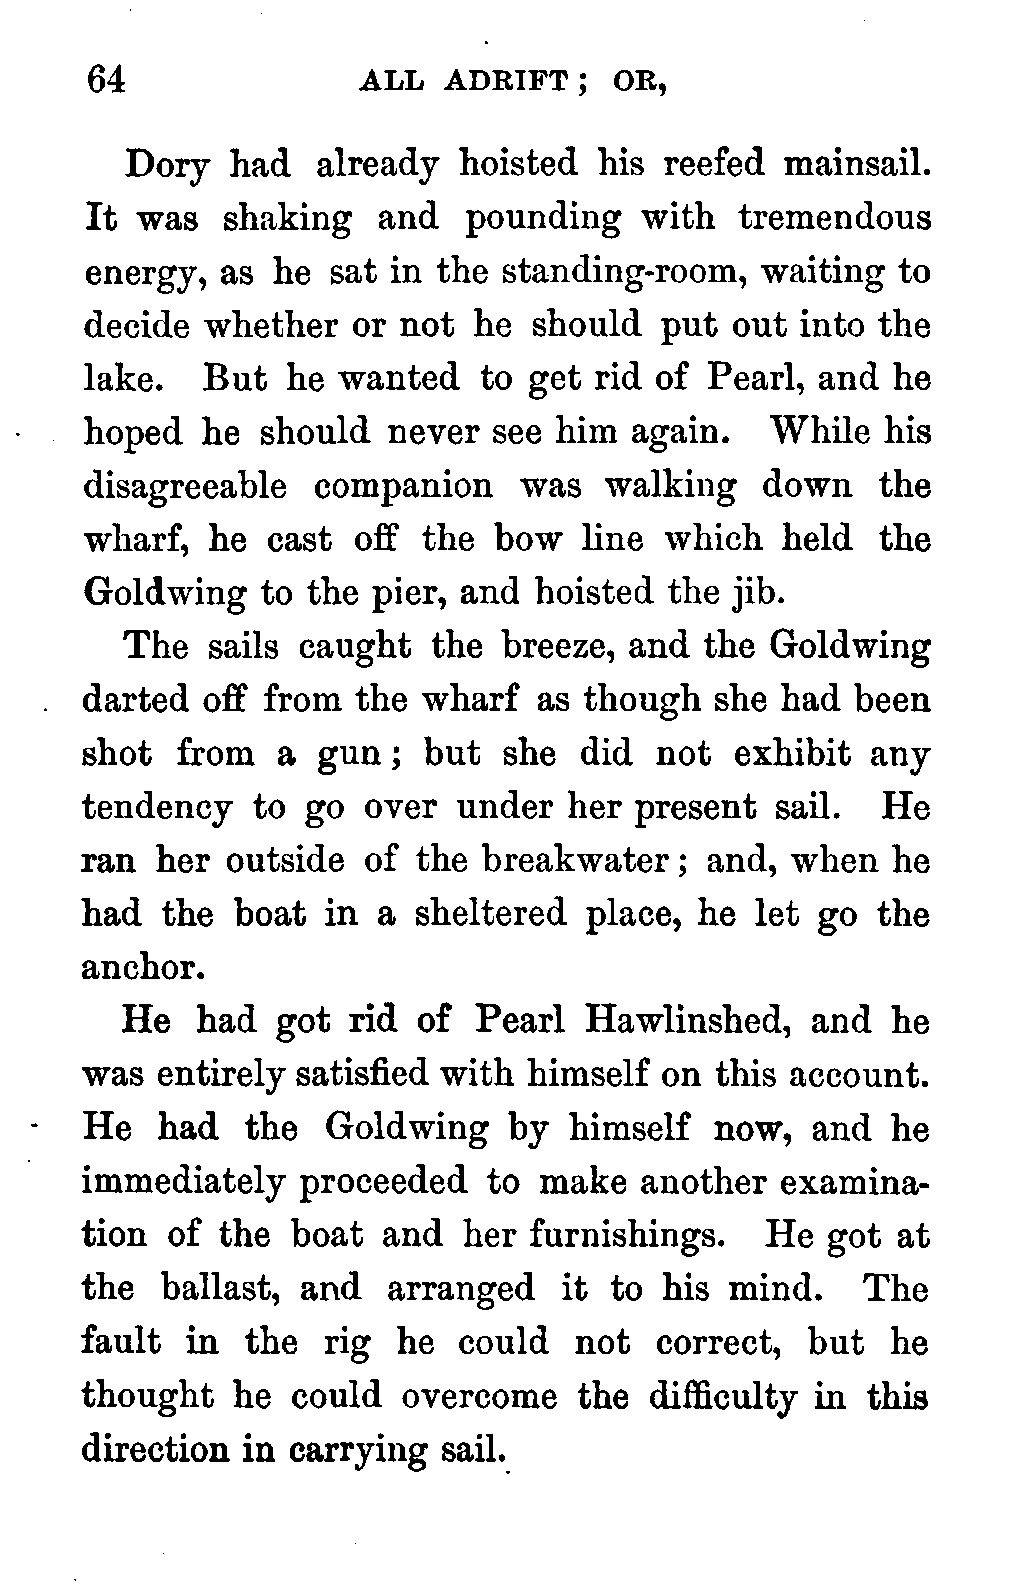 64 ALL ADRIFT; OR,
Dory had already hoisted his reefed mainsail.
It was shaking and pounding with tremendous
energy, as he sat in the standing-room, waiting to
decide whether or not he should put out into the
lake. But he wanted to get rid of Pearl, and he
hoped he should never see him again. While his
disagreeable companion was walking down the
wharf, he cast off the bow line which held the
Goldwing to the pier, and hoisted the jib.
The sails caught the breeze, and the Goldwing
darted off from the wharf as though she had been
shot from a gun; but she did not exhibit any
tendency to go over under her present sail. He
ran her outside of the breakwater; and, when he
had the boat in a sheltered place, he let go the
anchor.
He had got rid of Pearl Hawlinshed, and he
was entirely satisfied with himself on this account.
He had the Goldwing by himself now, and he
immediately proceeded to make another examina-
tion of the boat and her furnishings. He got at
the ballast, and arranged it to his mind. The
fault in the rig he could not correct, but he
thought he could overcome the difficulty in this
direction in carrying sail.